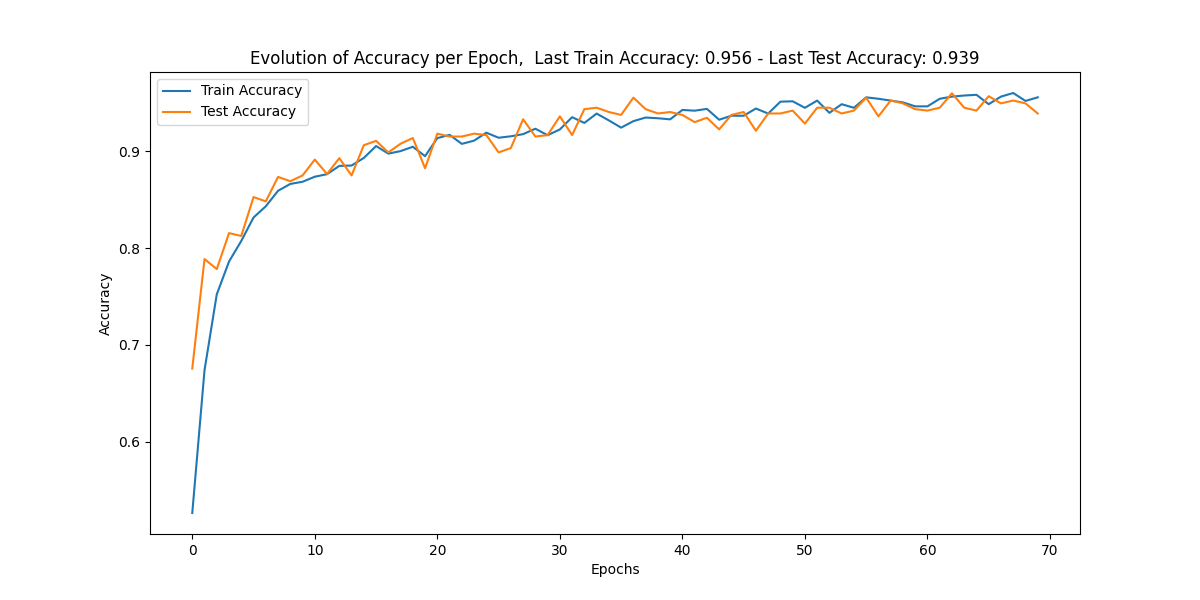 Evolution of Accuracy per Epoch,  Last Train Accuracy: 0.956 - Last Test Accuracy: 0.939
Train Accuracy
Test Accuracy
0.9
0.8
0.7
0.6
Accuracy
0 10 20 30 40 50 60 70
Epochs